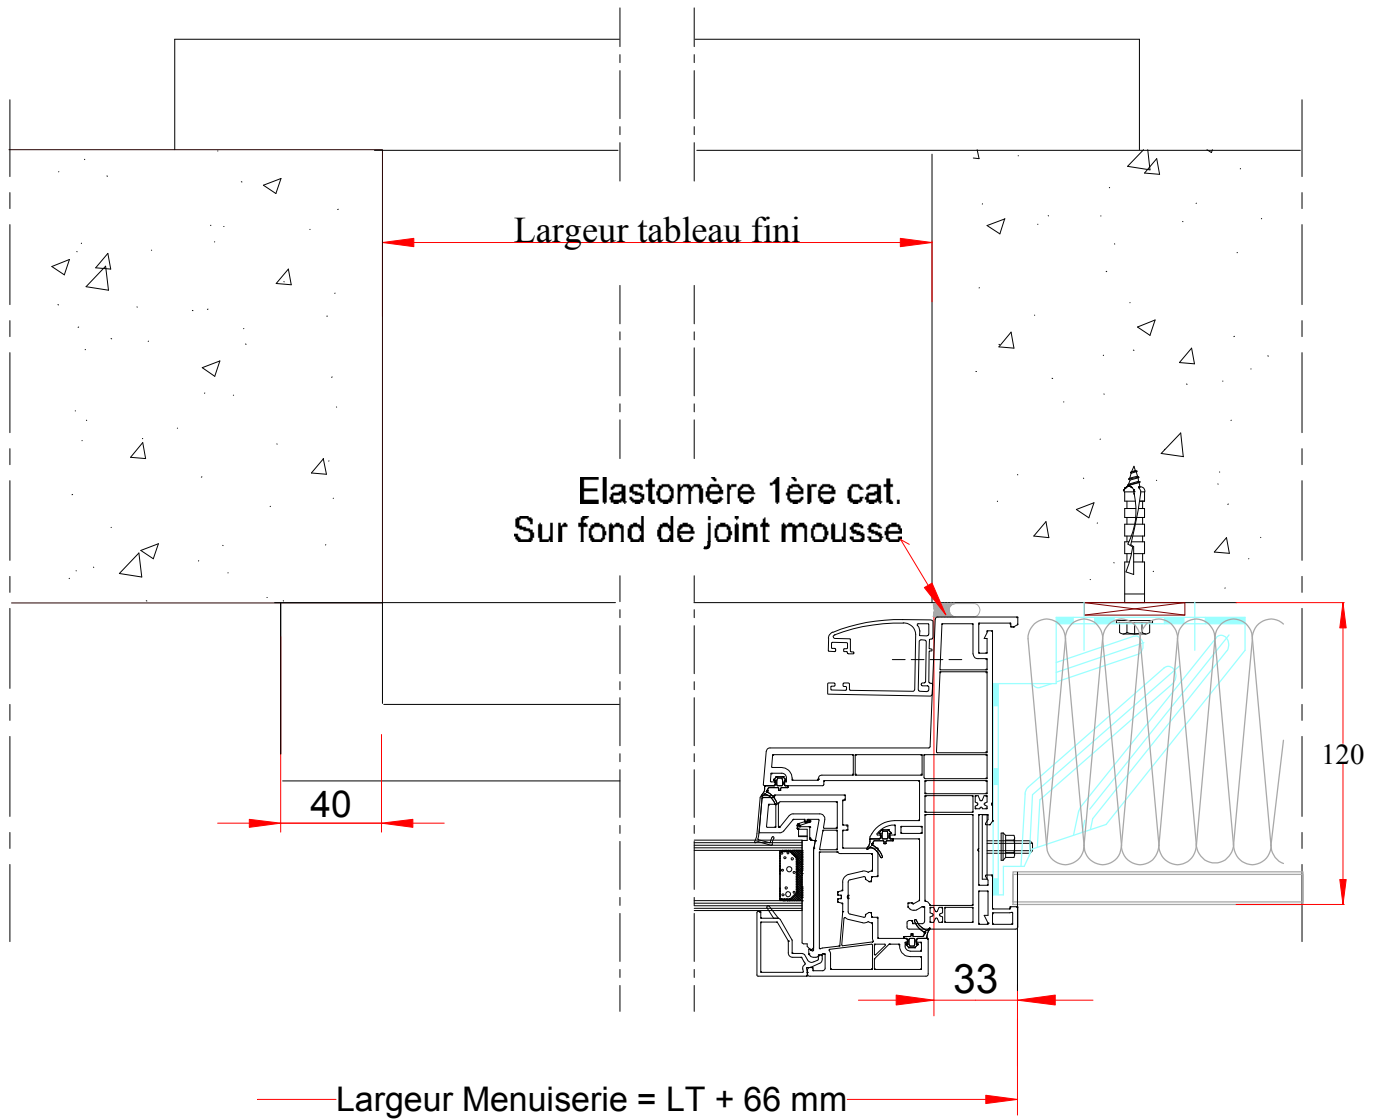 Largeur tableau fini
Elastomère 1ère cat.
Sur fond de joint mousse
120
40
33
Largeur Menuiserie = LT + 66 mm